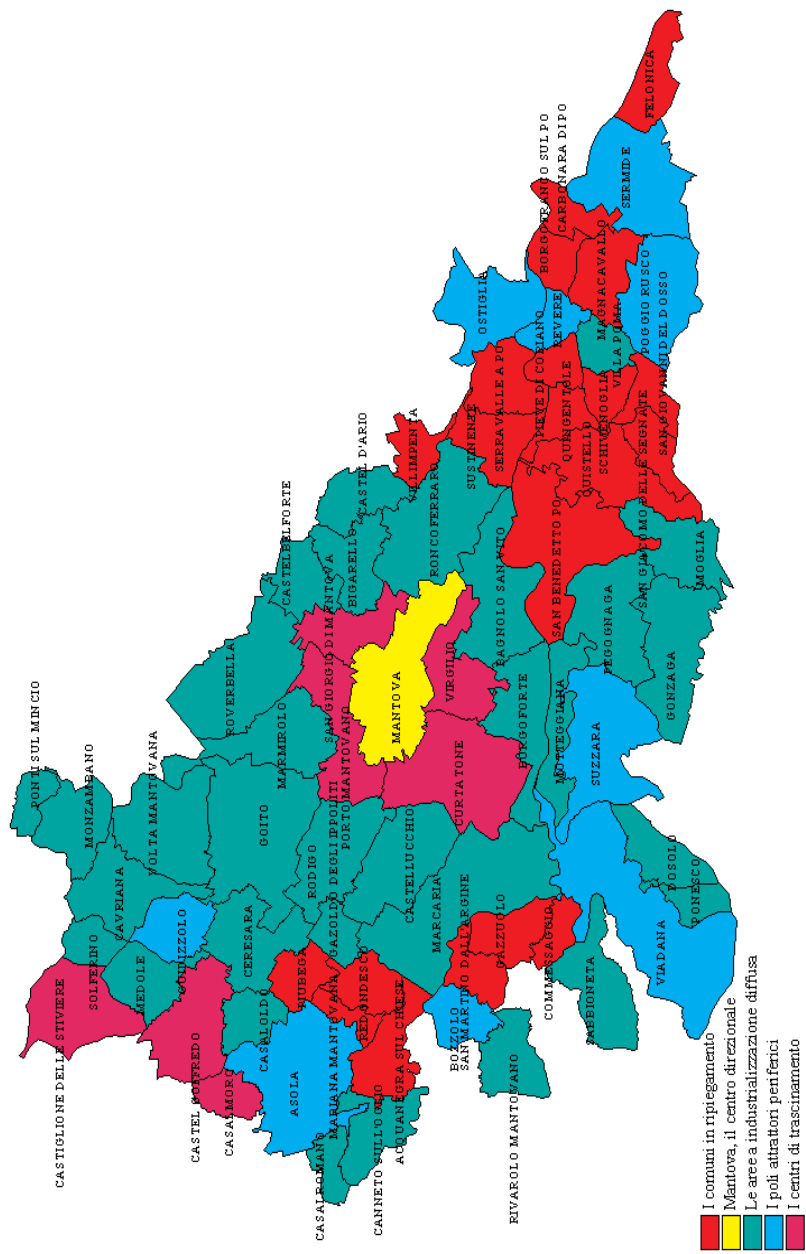 CASTIGLIONE DELLE STIVIERE
SOLFERINO
CAVRIANA
MONZAMBANO
PONTI SUL MINCIO
VOLTA MANTOVANA
MEDOLE
GUIDIZZOLO
CASTEL GOFFREDO
CASALMORO
CASALOLDO
CERESARA
GOITO
MARMIROLO
ROVERBELLA
CASTELBELFORTE
ASOLA
PIUBEGA
RODIGO
GAZOLDO DEGLI IPPOLITI
PORTO MANTOVANO
SAN GIORGIO DI MANTOVA
BIGARELLO
CASTEL D'ARIO
CASALROMANO
MARIANA MANTOVANA
REDONDESCO
CANNETO SULL'OGLIO
ACQUANEGRA SUL CHIESE
CASTELLUCCHIO
MANTOVA
VILLIMPENTA
RONCOFERRARO
MARCARIA
CURTATONE
VIRGILIO
BOZZOLO
SAN MARTINO DALL'ARGINE
GAZZUOLO
RIVAROLO MANTOVANO
COMMESSAGGIO
SABBIONETA
BORGOFORTE
BAGNOLO SAN VITO
SUSTINENTE
SERRAVALLE A PO
OSTIGLIA
MOTTEGGIANA
SAN BENEDETTO PO
PIEVE DI CORIANO
REVERE
BORGOFRANCO SUL PO
CARBONARA DI PO
QUINGENTOLE
QUISTELLO
SCHIVENOGLIA
VILLA POMA
MAGNACAVALLO
SUZZARA
PEGOGNAGA
SAN GIACOMO DELLE SEGNATE
SAN GIOVANNI DEL DOSSO
POGGIO RUSCO
SERMIDE
FELONICA
VIADANA
DOSOLO
PONESCO
GONZAGA
MOGLIA
I comuni in ripiegamento
Mantova, il centro direzionale
Le aree a industrializzazione diffusa
I poli attrattori periferici
I centri di trascinamento